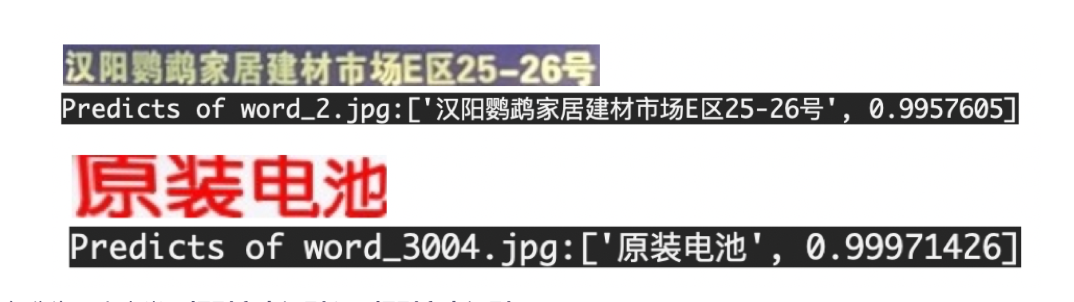 汉阳鹦鹉家居建材市场E区25-26号
Predicts of word_2.jpg:['汉阳鹦鹉家居建材市场E区25-26号', 0.9957605]
原装电池
Predicts of word_3004.jpg:['原装电池', 0.99971426]